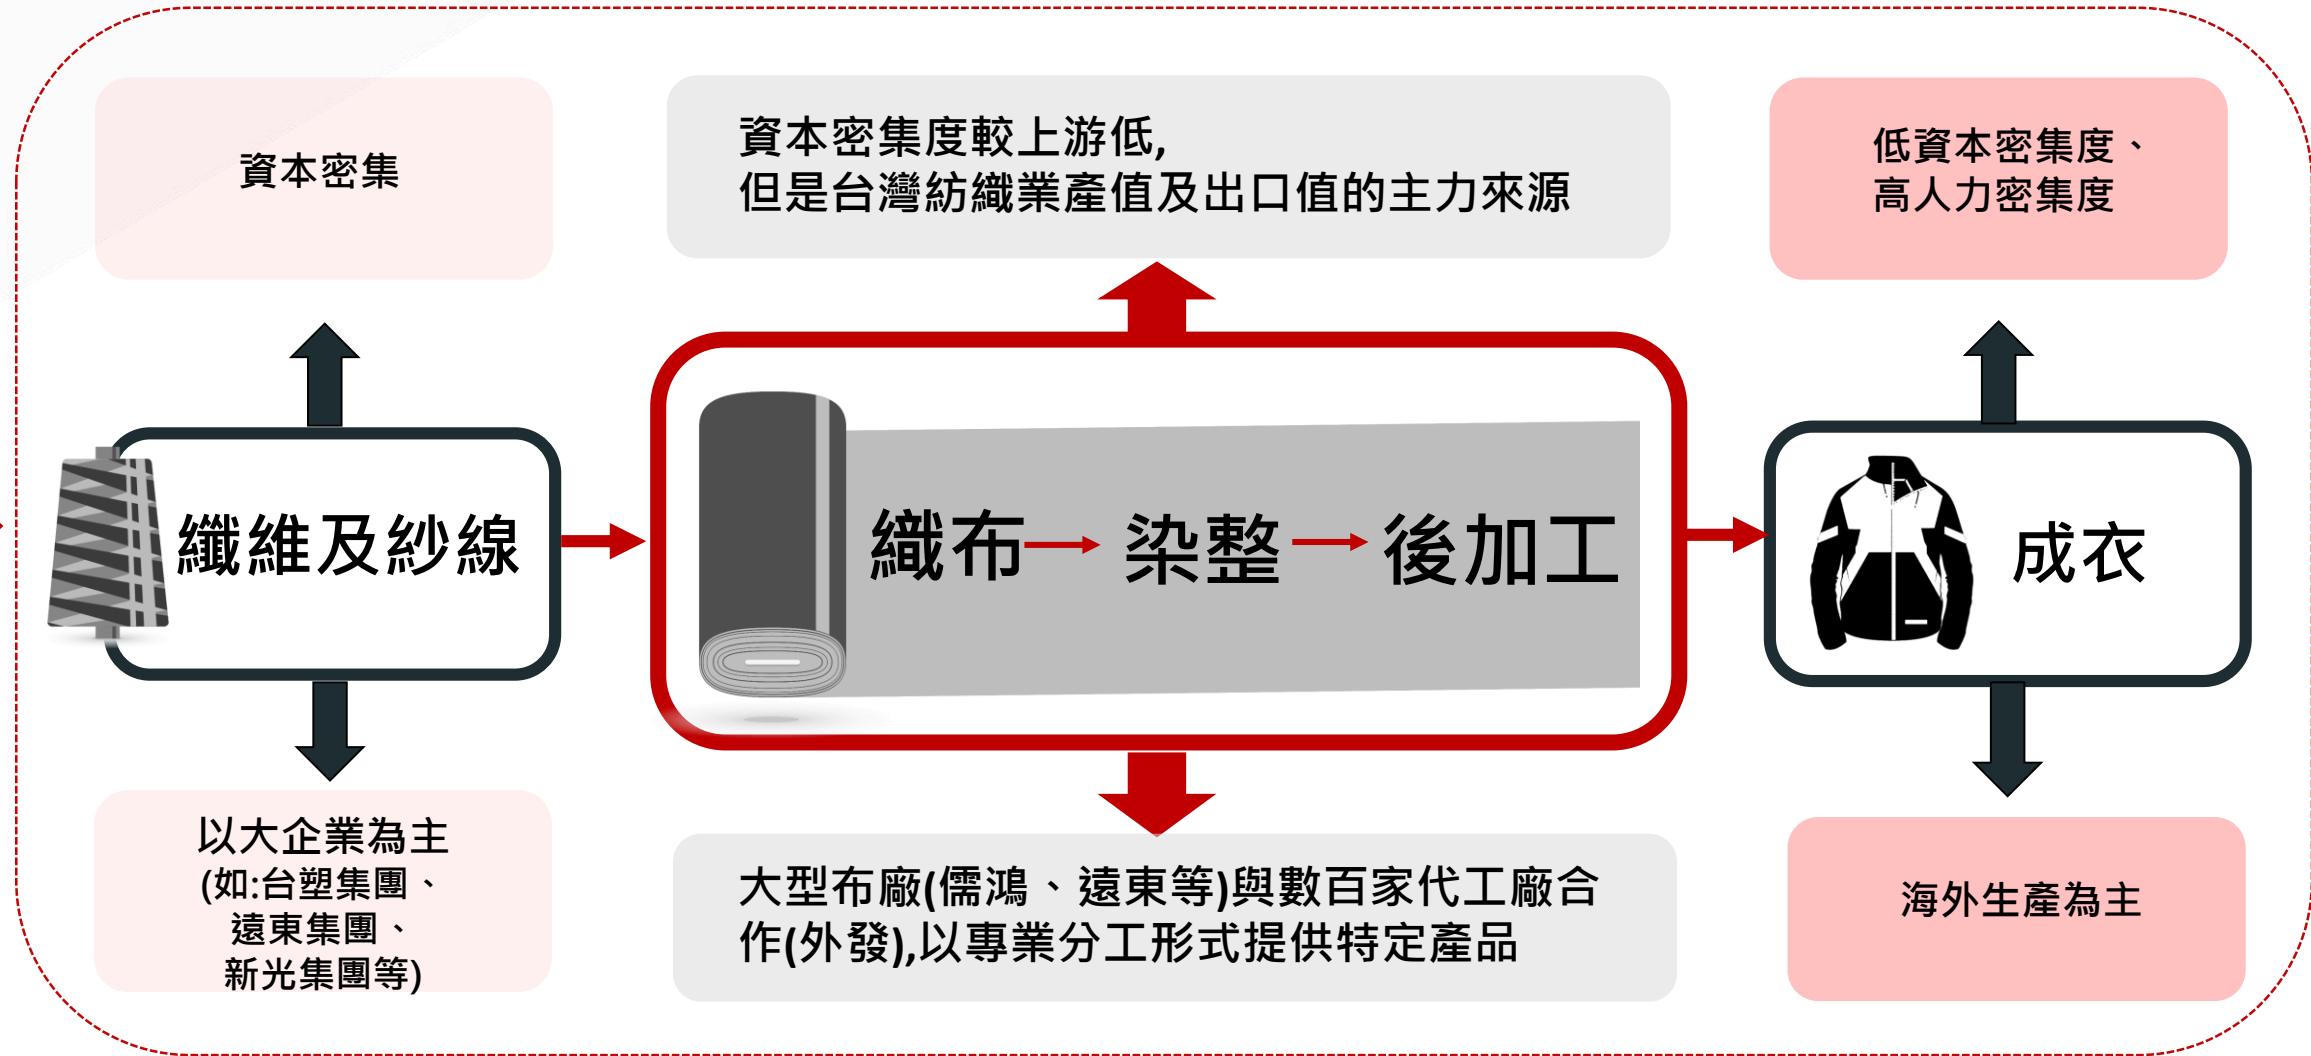 資本密集
資本密集度較上游低,
但是台灣紡織業產值及出口值的主力來源
低資本密集度、
高人力密集度
纖維及紗線
織布
染整
後加工
成衣
以大企業為主
(如:台塑集團、
遠東集團、
新光集團等)
大型布廠(儒鴻、遠東等)與數百家代工廠合
作(外發),以專業分工形式提供特定產品
海外生產為主